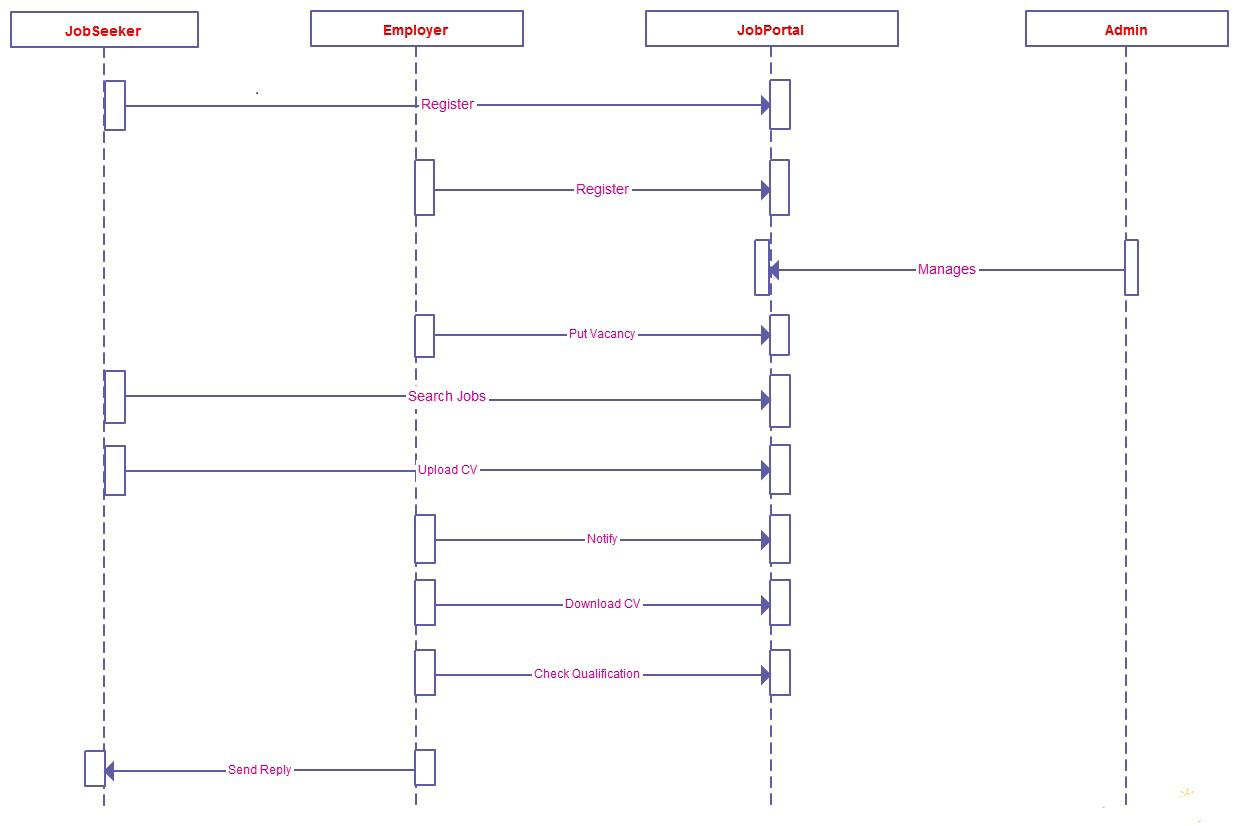 JobSeeker
Employer
JobPortal
Admin
Register
Register
Manages
Put Vacancy
Search Jobs
Upload CV
Notify
Download CV
Check Qualification
Send Reply